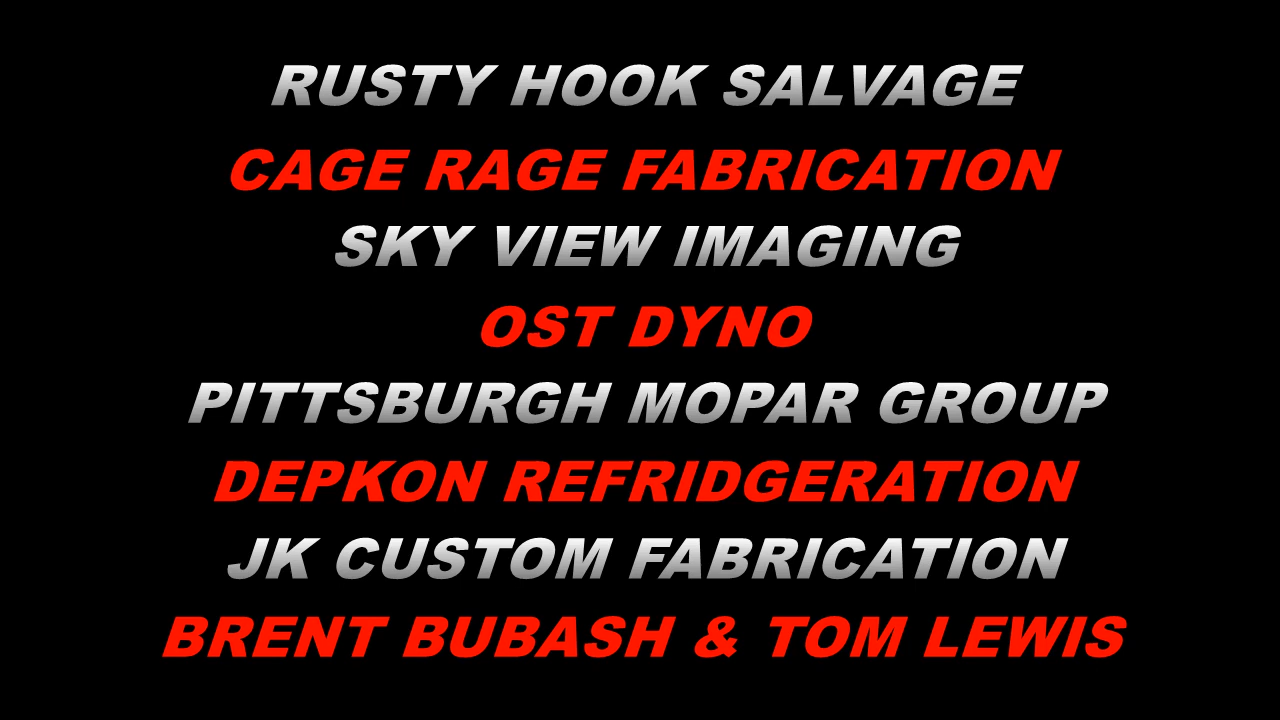 RUSTY HOOK SALVAGE
CAGE RAGE FABRICATION
SKY VIEW IMAGING
OST DYNO
PITTSBURGH MOPAR GROUP
DEPKON REFRIDGERATION
JK CUSTOM FABRICATION
BRENT BUBASH & TOM LEWIS